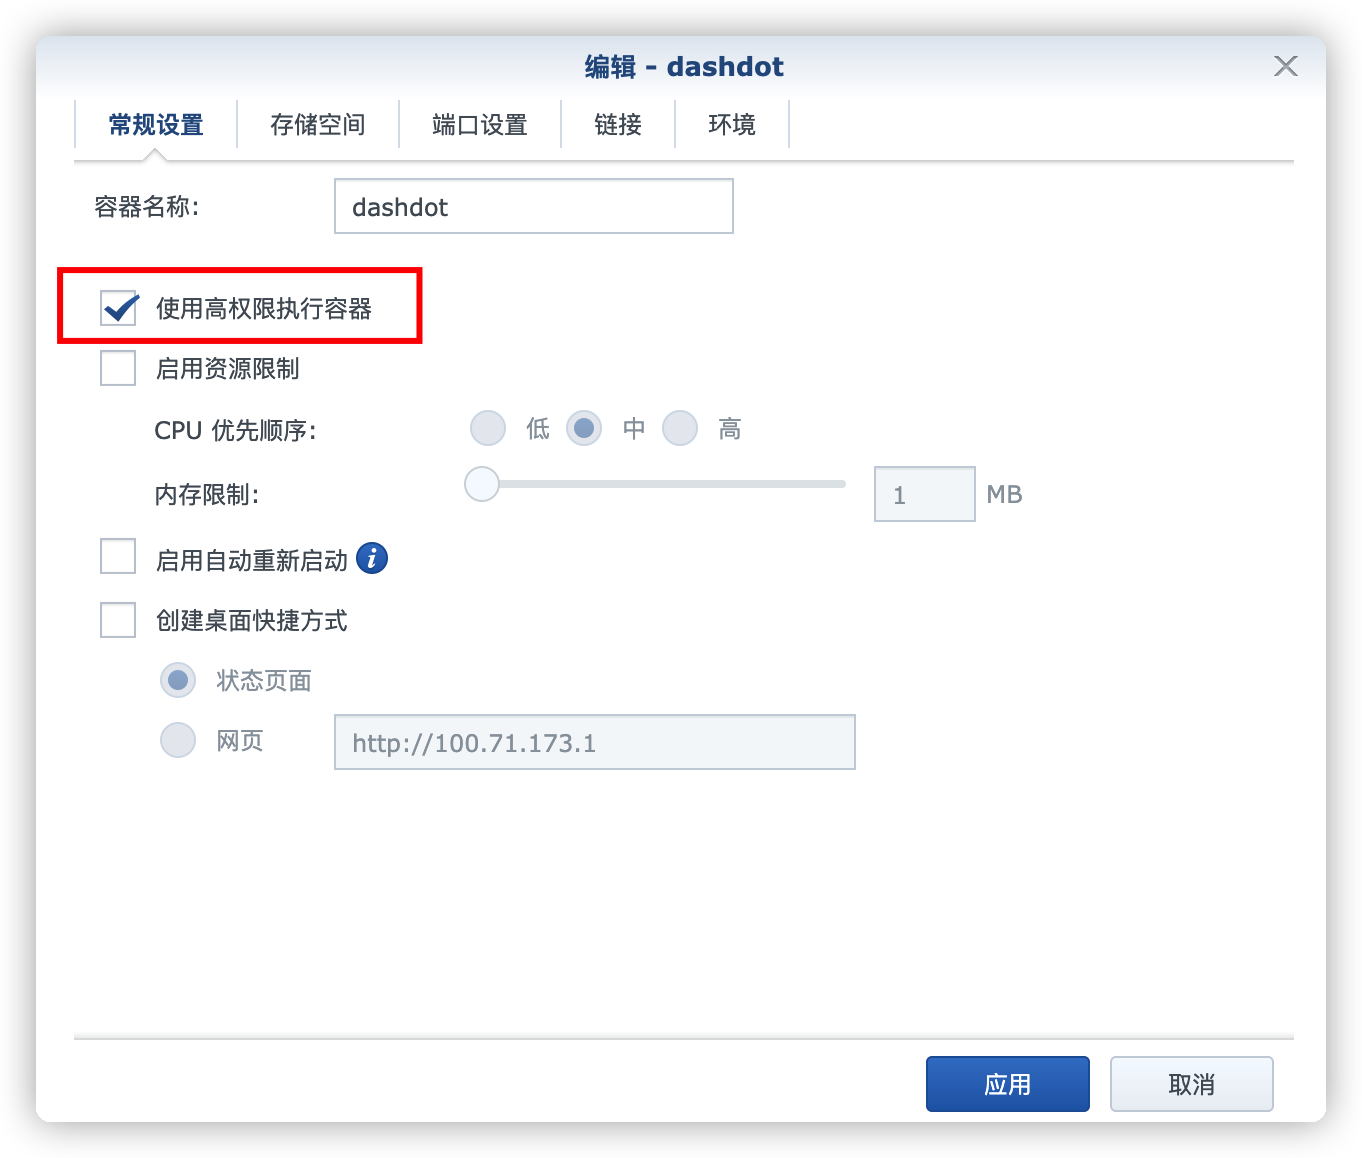 编辑 - dashdot
常规设置 存储空间 端口设置 链接 环境
容器名称: dashdot
使用高权限执行容器
启用资源限制
CPU 优先顺序: 低 中 高
内存限制: 1 MB
启用自动重新启动 i
创建桌面快捷方式
状态页面
网页 http://100.71.173.1
应用 取消